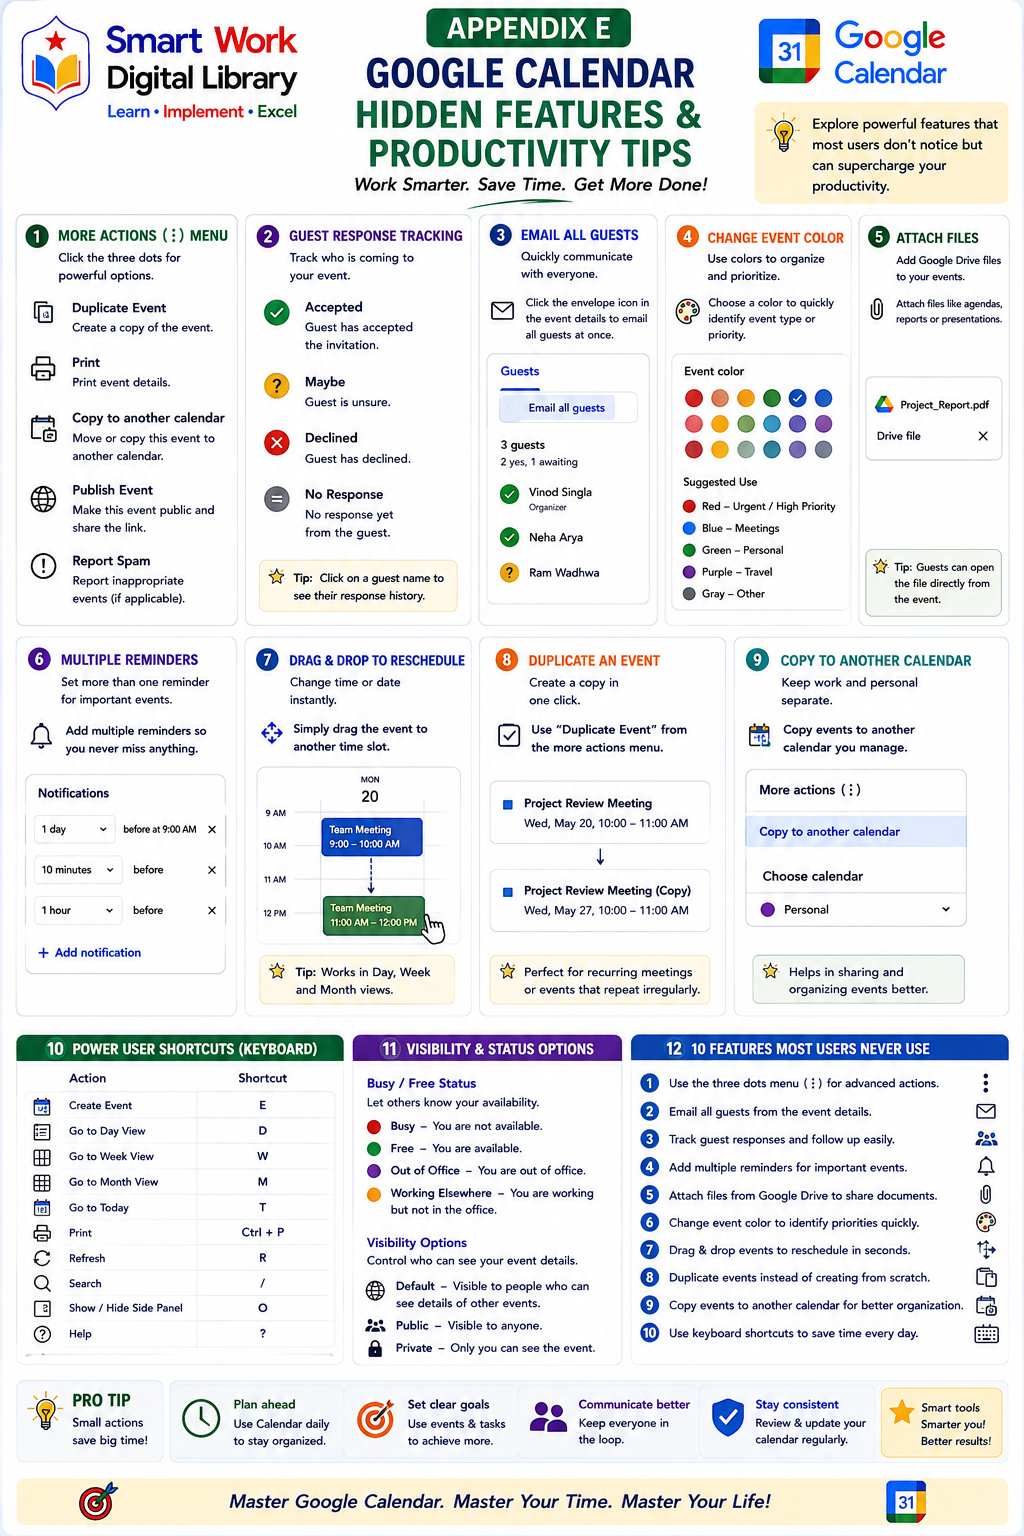 Smart Work
Digital Library
Learn • Implement • Excel
APPENDIX E
GOOGLE CALENDAR
HIDDEN FEATURES &
PRODUCTIVITY TIPS
Work Smarter. Save Time. Get More Done!
31
Google
Calendar
Explore powerful features that
most users don't notice but
can supercharge your
productivity.
1 MORE ACTIONS (⋮) MENU
Click the three dots for
powerful options.
Duplicate Event
Create a copy of the event.
Print
Print event details.
Copy to another calendar
Move or copy this event to
another calendar.
Publish Event
Make this event public and
share the link.
Report Spam
Report inappropriate
events (if applicable).
2 GUEST RESPONSE TRACKING
Track who is coming to
your event.
Accepted
Guest has accepted
the invitation.
Maybe
Guest is unsure.
Declined
Guest has declined.
No Response
No response yet
from the guest.
Tip: Click on a guest name to
see their response history.
3 EMAIL ALL GUESTS
Quickly communicate
with everyone.
Click the envelope icon in
the event details to email
all guests at once.
Guests
Email all guests
3 guests
2 yes, 1 awaiting
Vinod Singla
Organizer
Neha Arya
Ram Wadhwa
4 CHANGE EVENT COLOR
Use colors to organize
and prioritize.
Choose a color to quickly
identify event type or
priority.
Event color
Suggested Use
Red – Urgent / High Priority
Blue – Meetings
Green – Personal
Purple – Travel
Gray – Other
5 ATTACH FILES
Add Google Drive files
to your events.
Attach files like agendas,
reports or presentations.
Project_Report.pdf
Drive file
Tip: Guests can open
the file directly from
the event.
6 MULTIPLE REMINDERS
Set more than one reminder
for important events.
Add multiple reminders so
you never miss anything.
Notifications
1 day before at 9:00 AM
10 minutes before
1 hour before
+ Add notification
7 DRAG & DROP TO RESCHEDULE
Change time or date
instantly.
Simply drag the event to
another time slot.
MON
20
9 AM
Team Meeting
9:00 – 10:00 AM
10 AM
11 AM
Team Meeting
11:00 AM – 12:00 PM
12 PM
Tip: Works in Day, Week
and Month views.
8 DUPLICATE AN EVENT
Create a copy in
one click.
Use "Duplicate Event" from
the more actions menu.
Project Review Meeting
Wed, May 20, 10:00 – 11:00 AM
Project Review Meeting (Copy)
Wed, May 27, 10:00 – 11:00 AM
Perfect for recurring meetings
or events that repeat irregularly.
9 COPY TO ANOTHER CALENDAR
Keep work and personal
separate.
Copy events to another
calendar you manage.
More actions (⋮)
Copy to another calendar
Choose calendar
Personal
Helps in sharing and
organizing events better.
10 POWER USER SHORTCUTS (KEYBOARD)
Action Shortcut
Create Event E
Go to Day View D
Go to Week View W
Go to Month View M
Go to Today T
Print Ctrl + P
Refresh R
Search /
Show / Hide Side Panel O
Help ?
11 VISIBILITY & STATUS OPTIONS
Busy / Free Status
Let others know your availability.
Busy – You are not available.
Free – You are available.
Out of Office – You are out of office.
Working Elsewhere – You are working
but not in the office.
Visibility Options
Control who can see your event details.
Default – Visible to people who can
see details of other events.
Public – Visible to anyone.
Private – Only you can see the event.
12 10 FEATURES MOST USERS NEVER USE
1 Use the three dots menu (⋮) for advanced actions.
2 Email all guests from the event details.
3 Track guest responses and follow up easily.
4 Add multiple reminders for important events.
5 Attach files from Google Drive to share documents.
6 Change event color to identify priorities quickly.
7 Drag & drop events to reschedule in seconds.
8 Duplicate events instead of creating from scratch.
9 Copy events to another calendar for better organization.
10 Use keyboard shortcuts to save time every day.
PRO TIP
Small actions
save big time!
Plan ahead
Use Calendar daily
to stay organized.
Set clear goals
Use events & tasks
to achieve more.
Communicate better
Keep everyone in
the loop.
Stay consistent
Review & update your
calendar regularly.
Smart tools
Smarter you!
Better results!
Master Google Calendar. Master Your Time. Master Your Life!
31